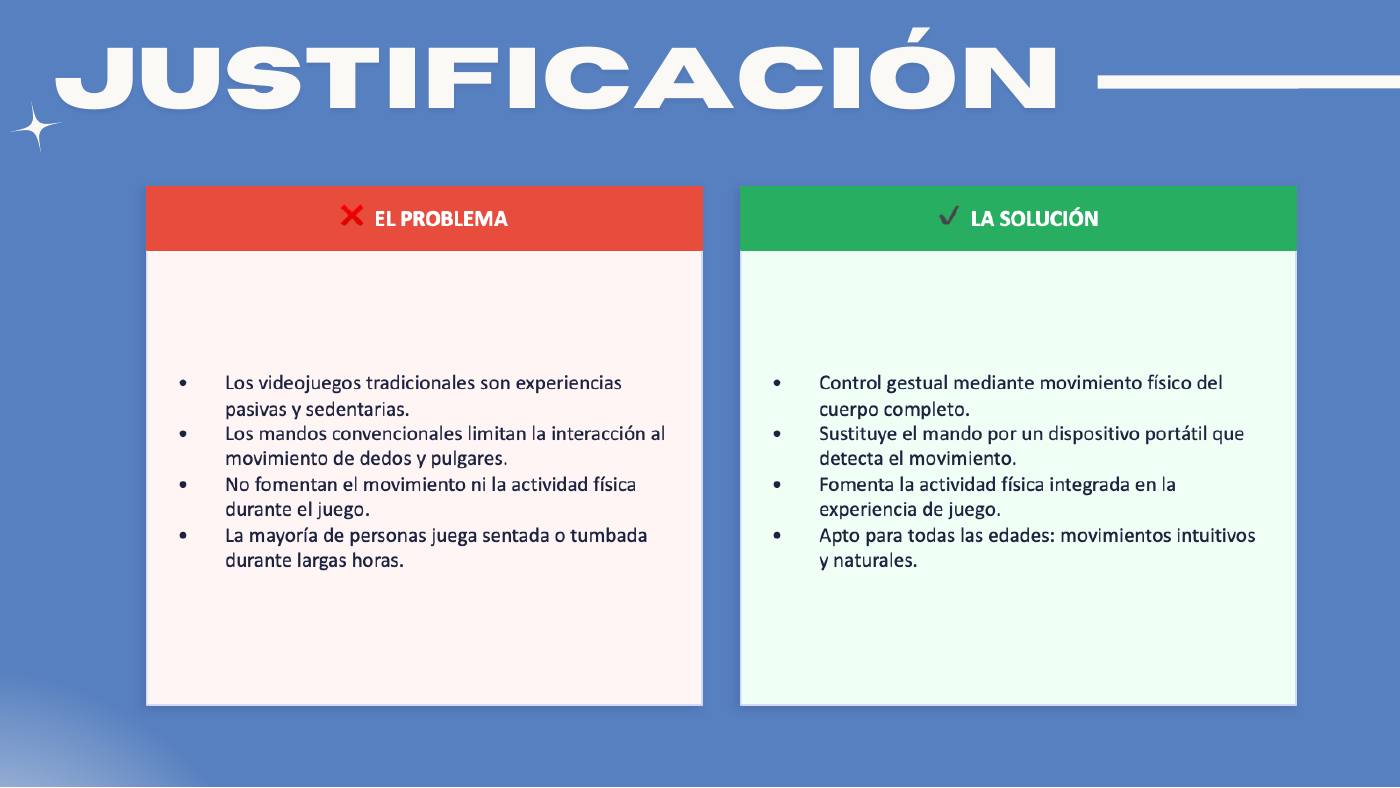 JUSTIFICACIÓN
❌ EL PROBLEMA
• Los videojuegos tradicionales son experiencias
pasivas y sedentarias.
• Los mandos convencionales limitan la interacción al
movimiento de dedos y pulgares.
• No fomentan el movimiento ni la actividad física
durante el juego.
• La mayoría de personas juega sentada o tumbada
durante largas horas.
✓ LA SOLUCIÓN
• Control gestual mediante movimiento físico del
cuerpo completo.
• Sustituye el mando por un dispositivo portátil que
detecta el movimiento.
• Fomenta la actividad física integrada en la
experiencia de juego.
• Apto para todas las edades: movimientos intuitivos
y naturales.